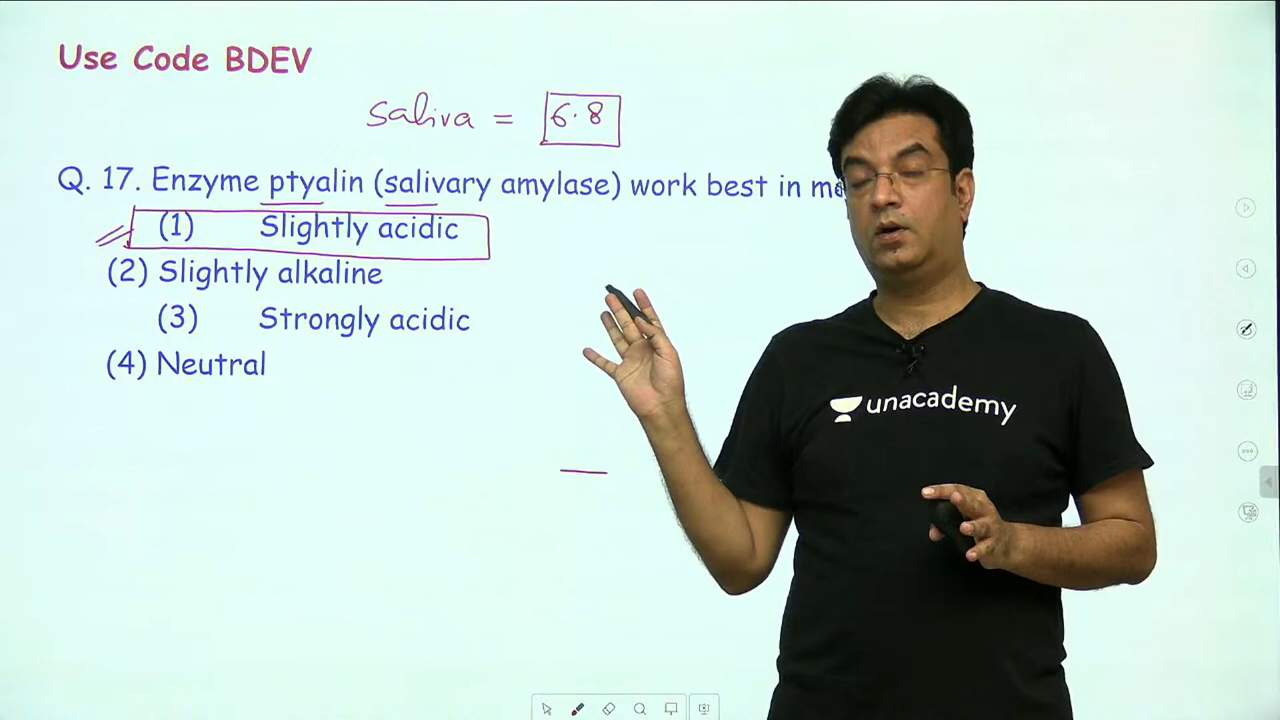 Use Code BDEV
saliva = 6.8
Q. 17. Enzyme ptyalin (salivary amylase) work best in
(1) Slightly acidic
(2) Slightly alkaline
(3) Strongly acidic
(4) Neutral
unacademy